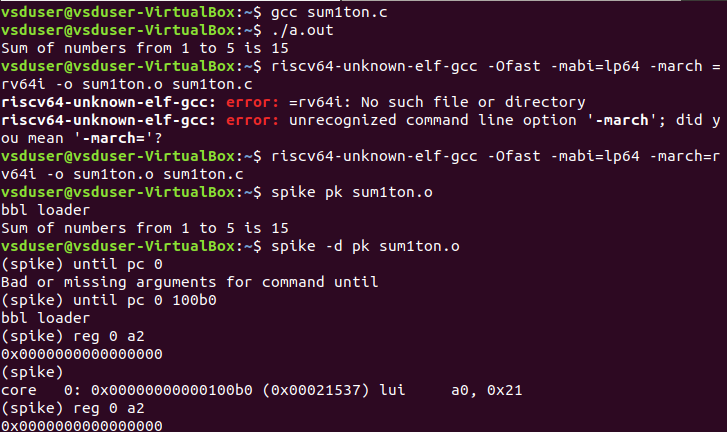 vsduser@vsduser-VirtualBox:~$ gcc sum1ton.c
vsduser@vsduser-VirtualBox:~$ ./a.out
Sum of numbers from 1 to 5 is 15
vsduser@vsduser-VirtualBox:~$ riscv64-unknown-elf-gcc -Ofast -mabi=lp64 -march =
rv64i -o sum1ton.o sum1ton.c
riscv64-unknown-elf-gcc: error: =rv64i: No such file or directory
riscv64-unknown-elf-gcc: error: unrecognized command line option '-march'; did y
ou mean '-march='?
vsduser@vsduser-VirtualBox:~$ riscv64-unknown-elf-gcc -Ofast -mabi=lp64 -march=r
v64i -o sum1ton.o sum1ton.c
vsduser@vsduser-VirtualBox:~$ spike pk sum1ton.o
bbl loader
Sum of numbers from 1 to 5 is 15
vsduser@vsduser-VirtualBox:~$ spike -d pk sum1ton.o
(spike) until pc 0
Bad or missing arguments for command until
(spike) until pc 0 100b0
bbl loader
(spike) reg 0 a2
0x0000000000000000
(spike)
core   0: 0x00000000000100b0 (0x00021537) lui     a0, 0x21
(spike) reg 0 a2
0x0000000000000000